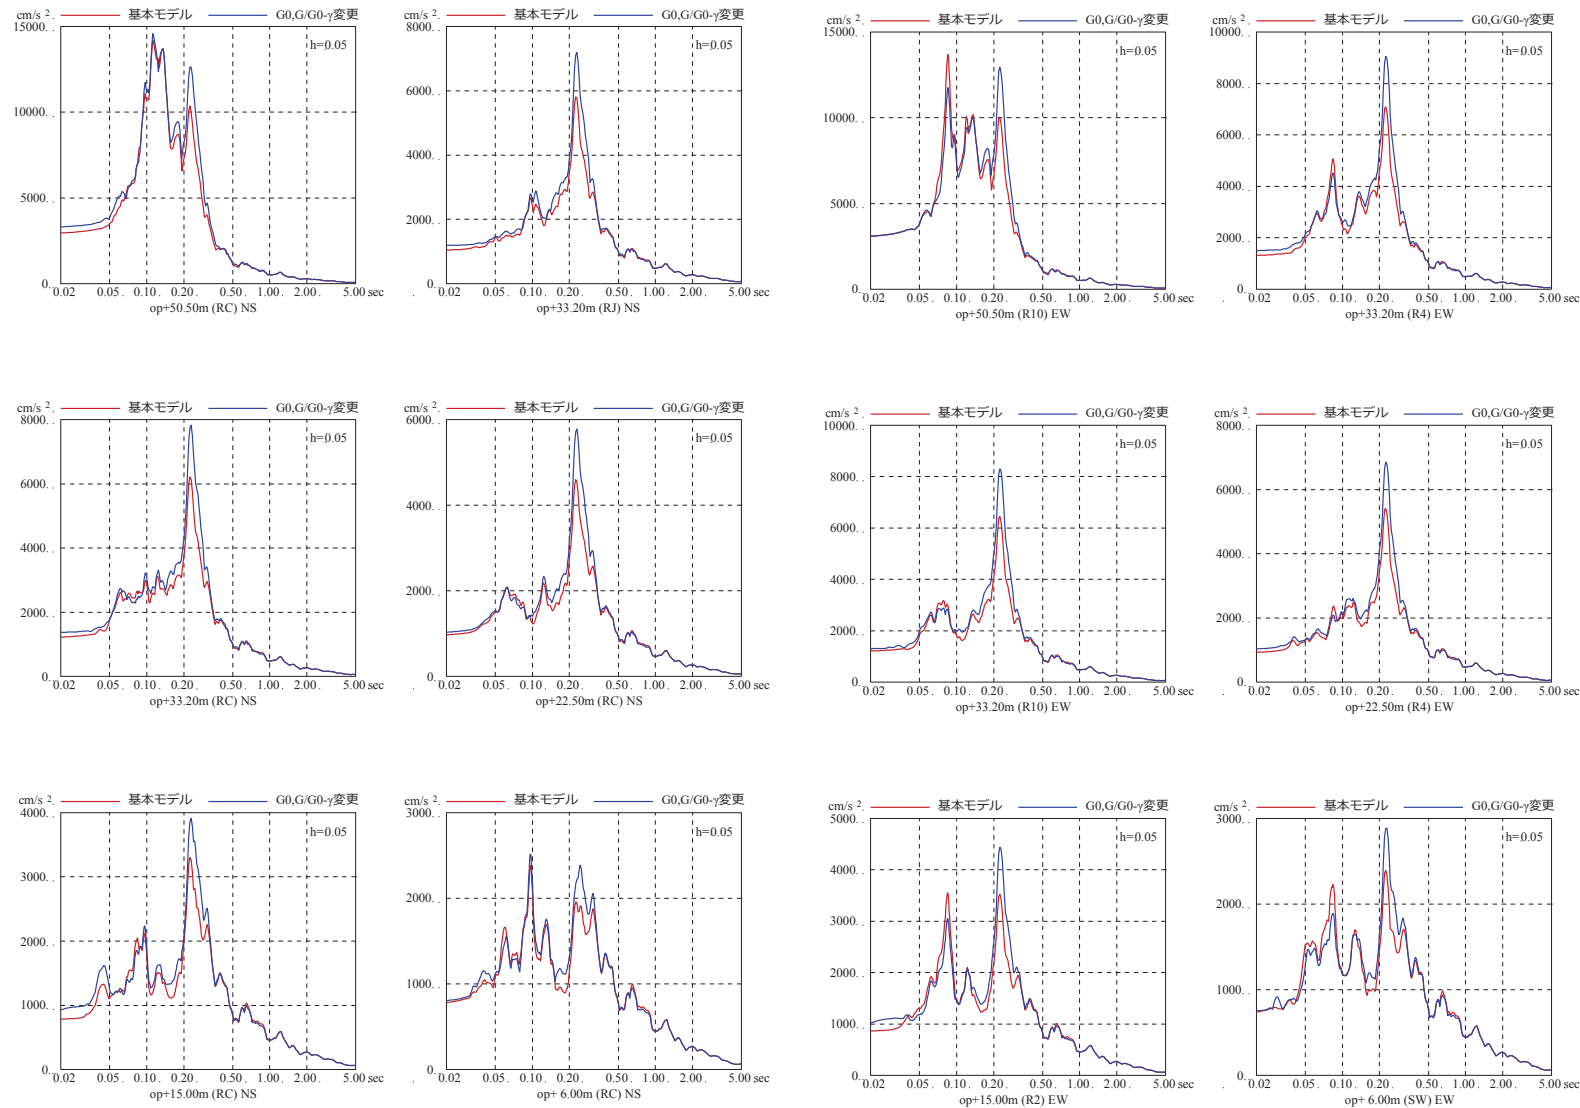 cm/s 2. 基本モデル G0,G/G0-γ変更
15000.
h=0.05
10000.
5000.
0.
0.02 0.05 0.10 0.20 0.50 1.00 2.00 5.00 sec
op+50.50m (RC) NS
cm/s 2. 基本モデル G0,G/G0-γ変更
8000.
h=0.05
6000.
4000.
2000.
0.
0.02 0.05 0.10 0.20 0.50 1.00 2.00 5.00 sec
op+33.20m (RJ) NS
cm/s 2. 基本モデル G0,G/G0-γ変更
15000.
h=0.05
10000.
5000.
0.
0.02 0.05 0.10 0.20 0.50 1.00 2.00 5.00 sec
op+50.50m (R10) EW
cm/s 2. 基本モデル G0,G/G0-γ変更
10000.
h=0.05
8000.
6000.
4000.
2000.
0.
0.02 0.05 0.10 0.20 0.50 1.00 2.00 5.00 sec
op+33.20m (R4) EW
cm/s 2. 基本モデル G0,G/G0-γ変更
8000.
h=0.05
6000.
4000.
2000.
0.
0.02 0.05 0.10 0.20 0.50 1.00 2.00 5.00 sec
op+33.20m (RC) NS
cm/s 2. 基本モデル G0,G/G0-γ変更
6000.
h=0.05
4000.
2000.
0.
0.02 0.05 0.10 0.20 0.50 1.00 2.00 5.00 sec
op+22.50m (RC) NS
cm/s 2. 基本モデル G0,G/G0-γ変更
10000.
h=0.05
8000.
6000.
4000.
2000.
0.
0.02 0.05 0.10 0.20 0.50 1.00 2.00 5.00 sec
op+33.20m (R10) EW
cm/s 2. 基本モデル G0,G/G0-γ変更
8000.
h=0.05
6000.
4000.
2000.
0.
0.02 0.05 0.10 0.20 0.50 1.00 2.00 5.00 sec
op+22.50m (R4) EW
cm/s 2. 基本モデル G0,G/G0-γ変更
4000.
h=0.05
3000.
2000.
1000.
0.
0.02 0.05 0.10 0.20 0.50 1.00 2.00 5.00 sec
op+15.00m (RC) NS
cm/s 2. 基本モデル G0,G/G0-γ変更
3000.
h=0.05
2000.
1000.
0.
0.02 0.05 0.10 0.20 0.50 1.00 2.00 5.00 sec
op+ 6.00m (RC) NS
cm/s 2. 基本モデル G0,G/G0-γ変更
5000.
h=0.05
4000.
3000.
2000.
1000.
0.
0.02 0.05 0.10 0.20 0.50 1.00 2.00 5.00 sec
op+15.00m (R2) EW
cm/s 2. 基本モデル G0,G/G0-γ変更
3000.
h=0.05
2000.
1000.
0.
0.02 0.05 0.10 0.20 0.50 1.00 2.00 5.00 sec
op+ 6.00m (SW) EW